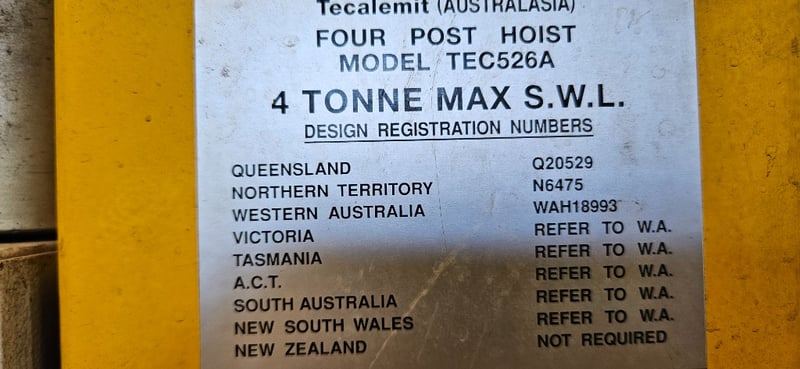 Tecalemit (AUSTRALASIA)
FOUR POST HOIST
MODEL TEC526A
4 TONNE MAX S.W.L.
DESIGN REGISTRATION NUMBERS
QUEENSLAND Q20529
NORTHERN TERRITORY N6475
WESTERN AUSTRALIA WAH18993
VICTORIA REFER TO W.A.
TASMANIA REFER TO W.A.
A.C.T. REFER TO W.A.
SOUTH AUSTRALIA REFER TO W.A.
NEW SOUTH WALES REFER TO W.A.
NEW ZEALAND NOT REQUIRED